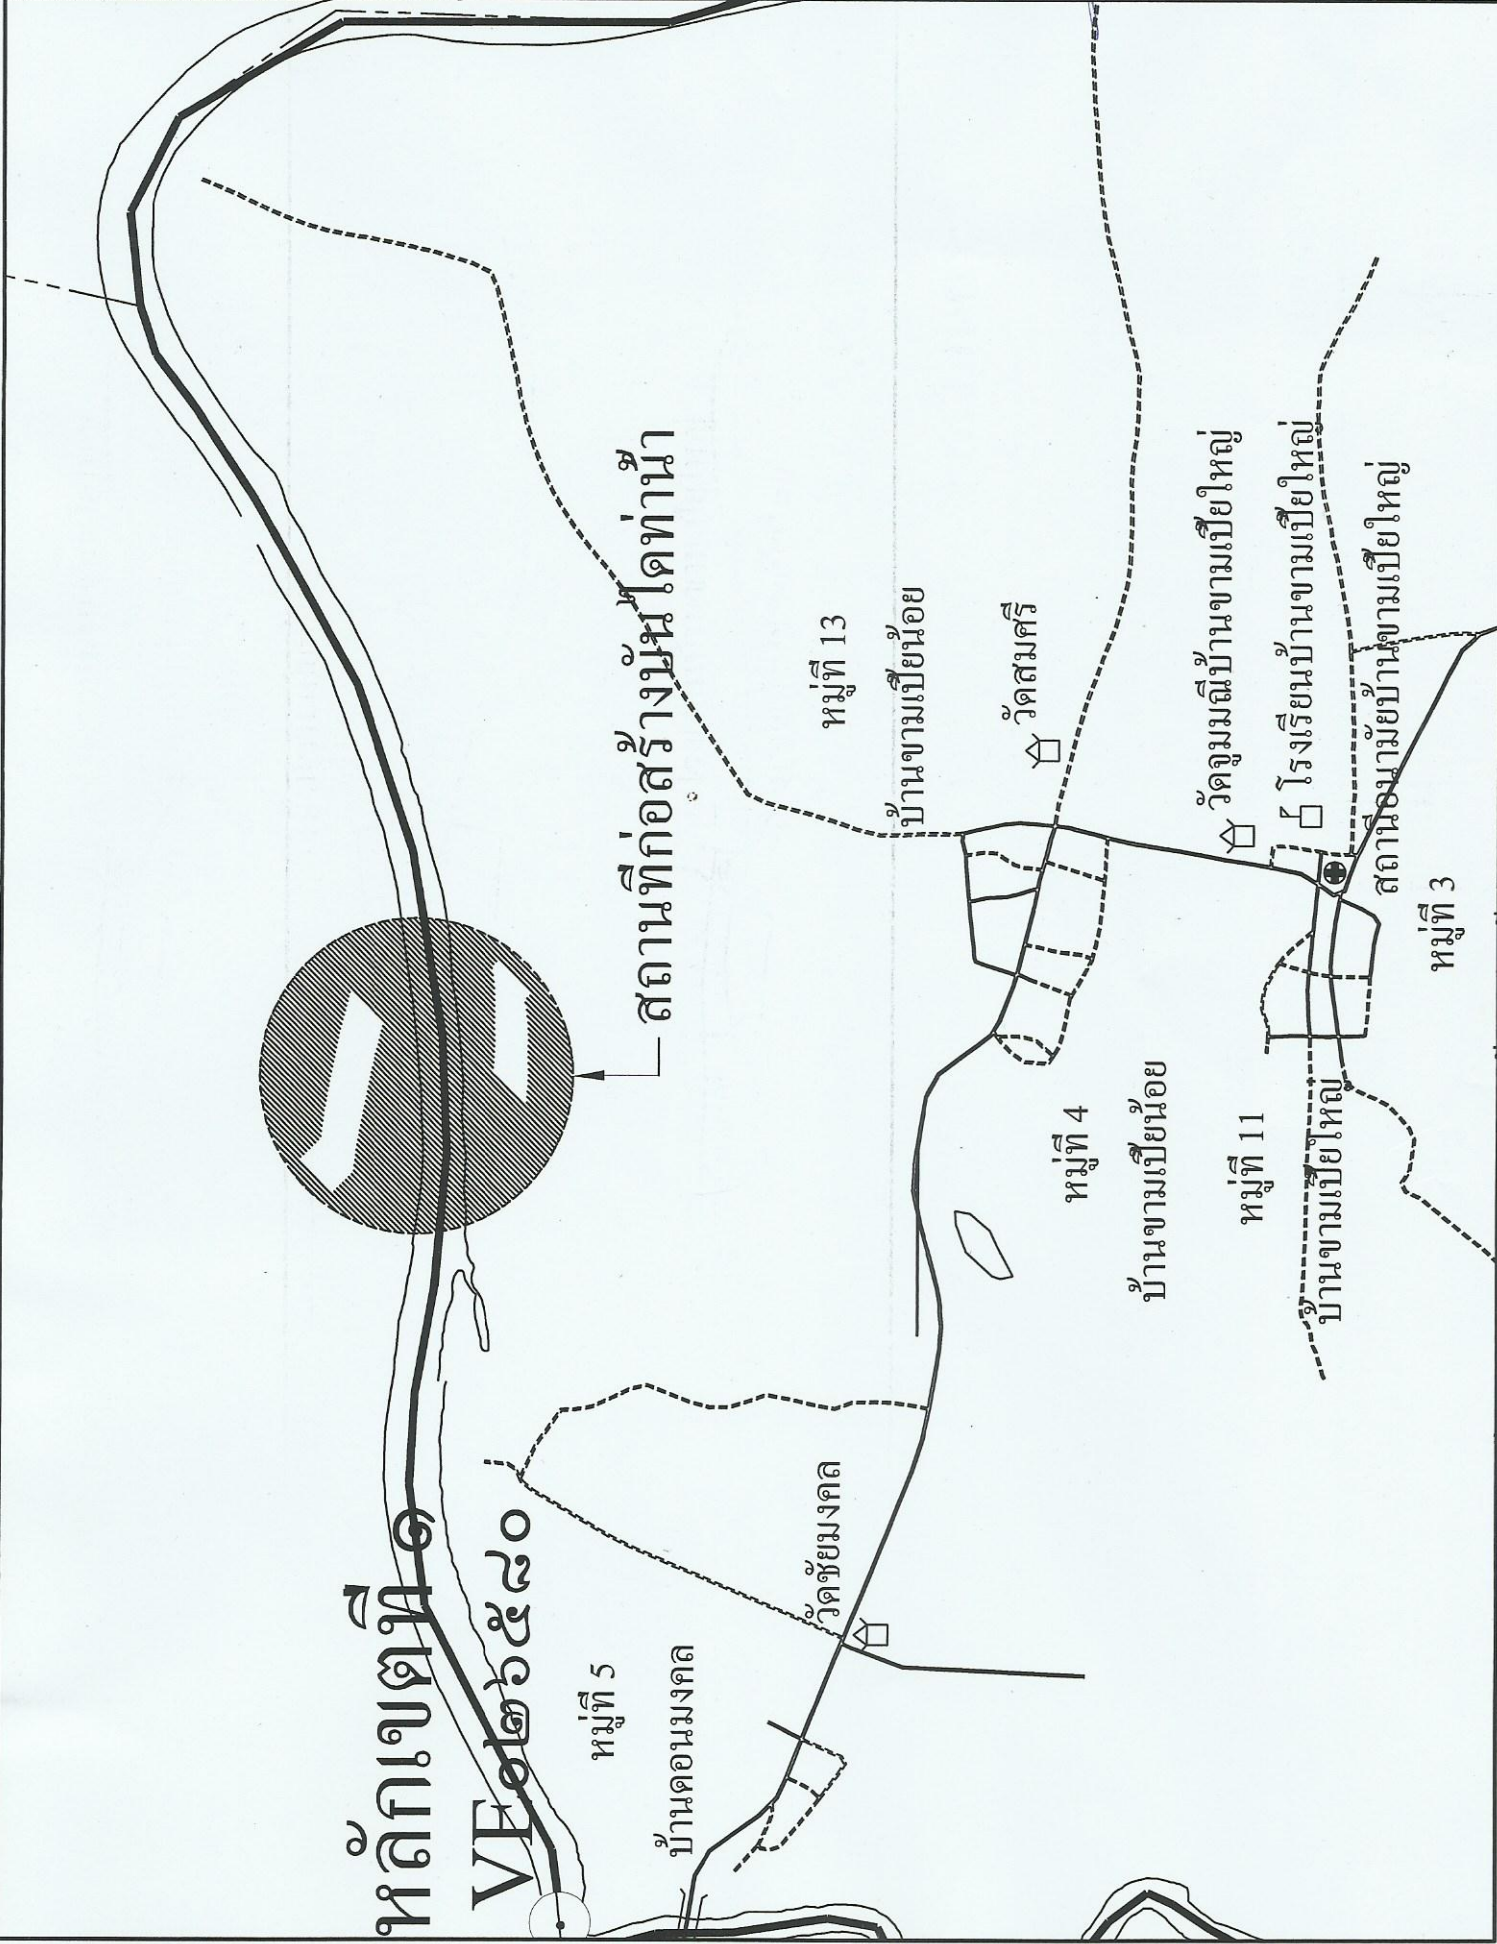 หลักเขตที่ ๑
VE ๐๒๖๕๘๐
หมู่ที่ 5
บ้านดอนมงคล
วัดชัยมงคล
สถานที่ก่อสร้างบันไดท่าน้ำ
หมู่ที่ 13
บ้านขามเปี้ยน้อย
วัดสมศรี
หมู่ที่ 4
บ้านขามเปี้ยน้อย
วัดจูมมณีบ้านขามเปี้ยใหญ่
หมู่ที่ 11
บ้านขามเปี้ยใหญ่
โรงเรียนบ้านขามเปี้ยใหญ่
สถานีอนามัยบ้านขามเปี้ยใหญ่
หมู่ที่ 3